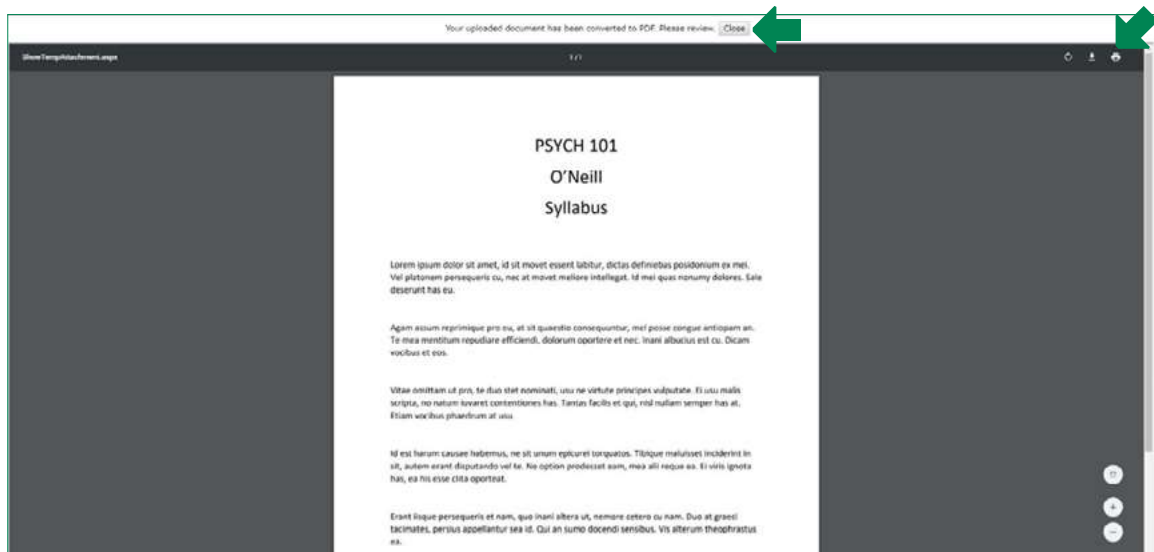 Your uploaded document has been converted to PDF. Please review. Close
ShowTempAttachment.aspx 1 / 1
PSYCH 101
O'Neill
Syllabus
Lorem ipsum dolor sit amet, id sit movet essent labitur, dictas definiebas posidonium ex mei.
Vel platonem persequeris cu, nec at movet meliore intellegat. Id mei quas nonumy dolores. Sale
deserunt has eu.
Agam assum reprimique pro eu, at sit quaestio consequuntur, mel posse congue antiopam an.
Te mea mentitum repudiare efficiendi, dolorum oportere et nec. Inani albucius est cu. Dicam
vocibus et eos.
Vitae omittam ut pro, te duo stet nominati, usu ne virtute principes vulputate. Ei usu malis
scripta, no natum iuvaret contentiones has. Tantas facilis et qui, nisl nullam semper has at.
Etiam vocibus phaedrum at usu.
Id est harum causae habemus, ne sit unum epicurei torquatos. Tibique maluisset inciderint in
sit, autem erant disputando vel te. No option prodesset eam, mea alii reque ea. Ei viris ignota
has, ea his esse clita oporteat.
Erant iisque persequeris et nam, quo inani altera ut, nemore cetero cu nam. Duo at graeci
tacimates, persius appellantur sea id. Qui an sumo docendi sensibus. Vis alterum theophrastus
ea.